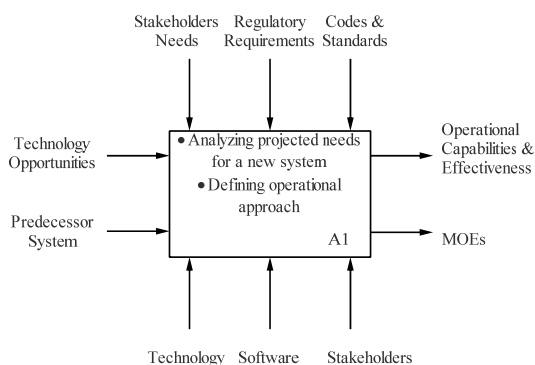 Stakeholders
Needs
Regulatory
Requirements
Codes &
Standards
Technology
Opportunities
Predecessor
System
● Analyzing projected needs
for a new system
● Defining operational
approach
A1
Operational
Capabilities &
Effectiveness
MOEs
Technology
Software
Stakeholders